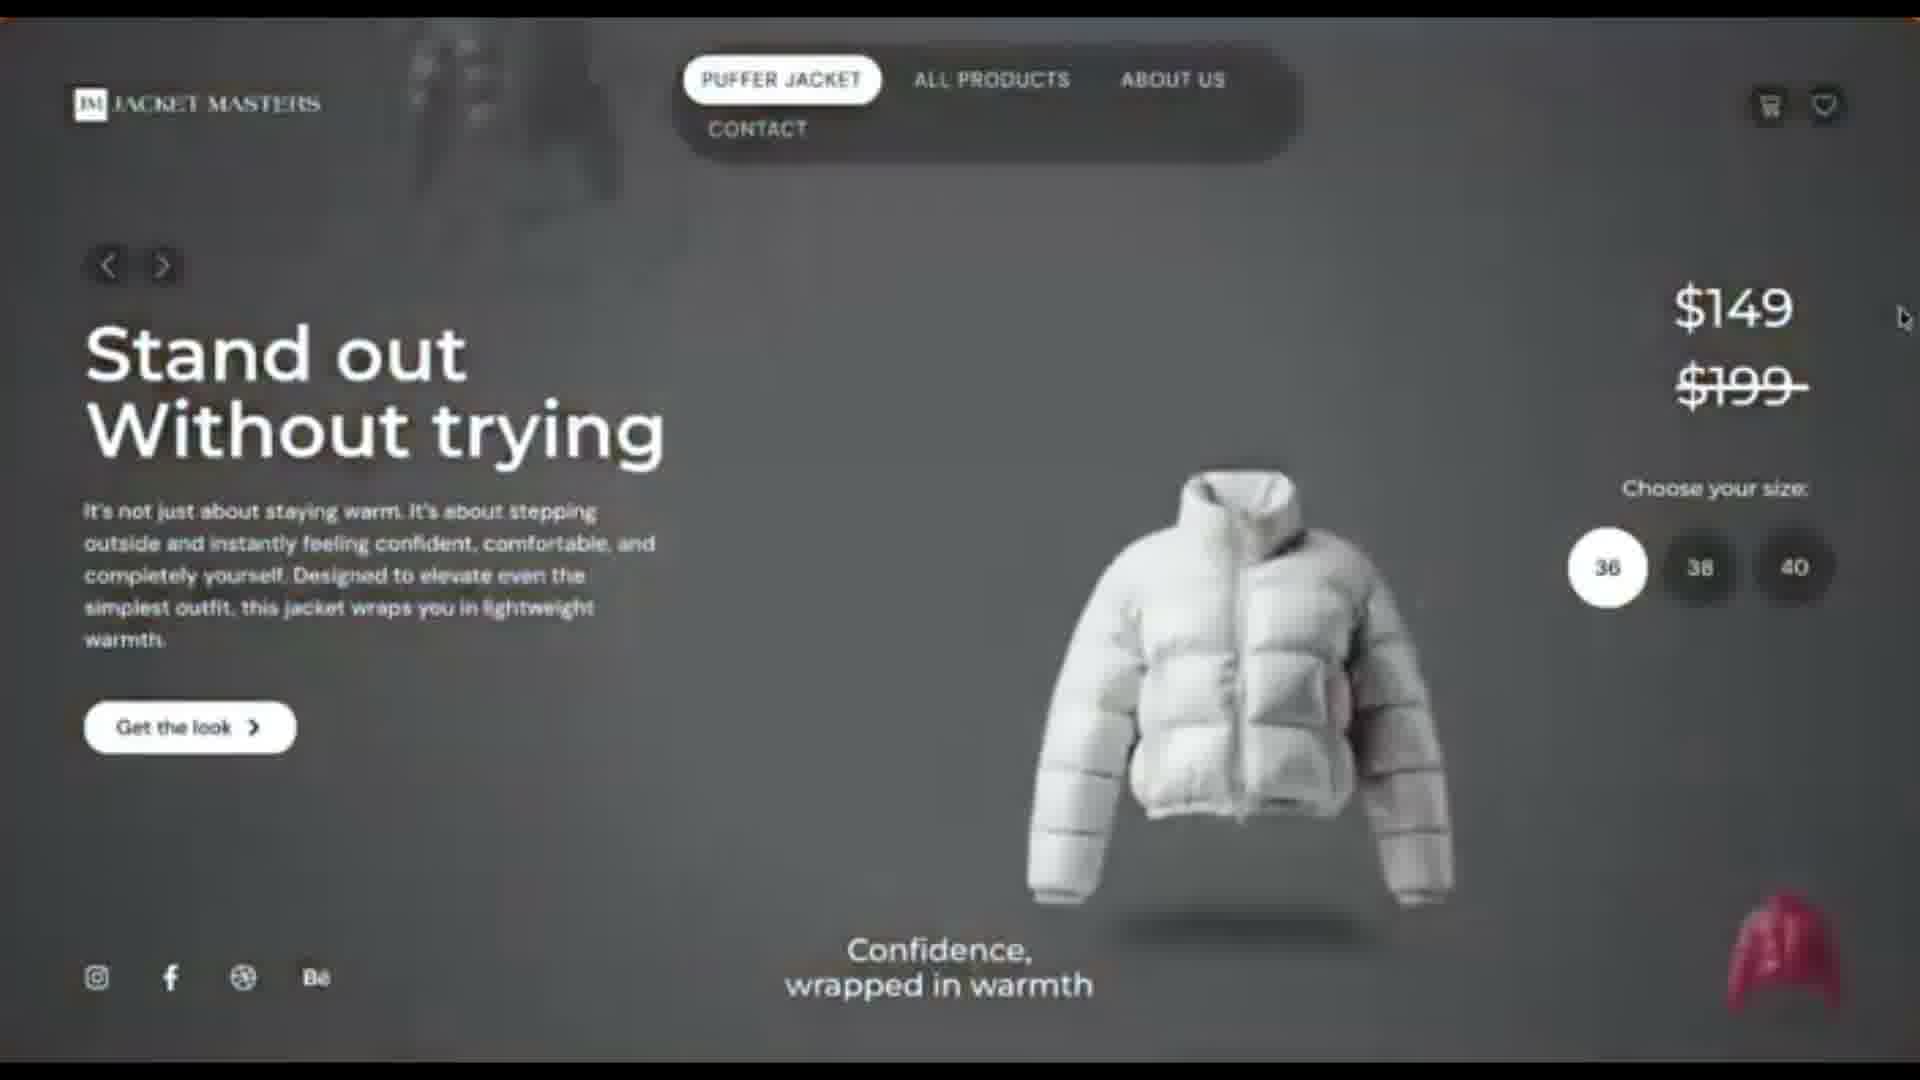 JM JACKET MASTERS
PUFFER JACKET ALL PRODUCTS ABOUT US
CONTACT
Stand out
Without trying
It's not just about staying warm. It's about stepping
outside and instantly feeling confident, comfortable, and
completely yourself. Designed to elevate even the
simplest outfit, this jacket wraps you in lightweight
warmth.
Get the look
$149
$199
Choose your size:
36 38 40
Confidence,
wrapped in warmth
Bē